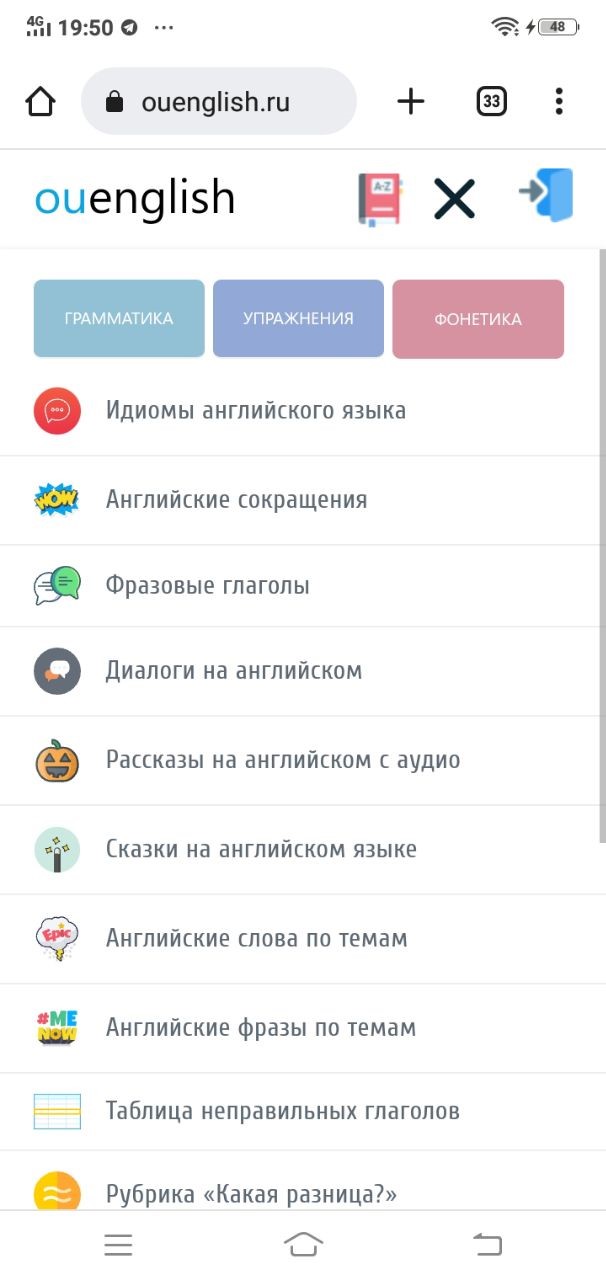 4G 19:50 ...
48
ouenglish.ru
33
ouenglish
A-Z
ГРАММАТИКА УПРАЖНЕНИЯ ФОНЕТИКА
Идиомы английского языка
WOW
Английские сокращения
Фразовые глаголы
Диалоги на английском
Рассказы на английском с аудио
Сказки на английском языке
Epic
Английские слова по темам
#ME
NOW
Английские фразы по темам
Таблица неправильных глаголов
Рубрика «Какая разница?»